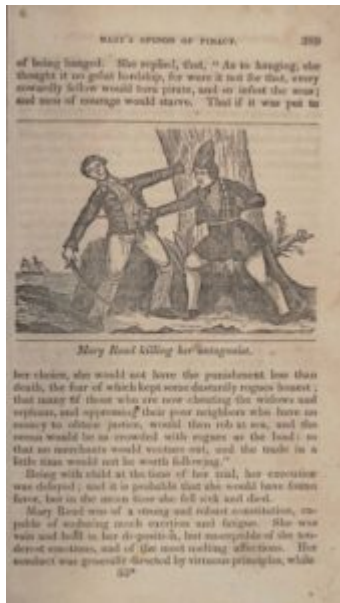 MARY'S OPINION OF PIRACY. 389
of being hanged. She replied, that, " As to hanging, she
thought it no great hardship, for were it not for that, every
cowardly fellow would turn pirate, and so infest the seas;
and men of courage would starve. That if it was put to
Mary Read killing her antagonist.
her choice, she would not have the punishment less than
death, the fear of which kept some dastardly rogues honest ;
that many of those who are now cheating the widows and
orphans, and oppressing their poor neighbors who have no
money to obtain justice, would then rob at sea, and the
ocean would be as crowded with rogues as the land: so
that no merchants would venture out, and the trade in a
little time would not be worth following."
Being with child at the time of her trial, her execution
was delayed; and it is probable that she would have found
favor, but in the mean time she fell sick and died.
Mary Read was of a strong and robust constitution, ca-
pable of enduring much exertion and fatigue. She was
vain and bold in her disposition, but susceptible of the ten-
derest emotions, and of the most melting affections. Her
conduct was generally directed by virtuous principles, while